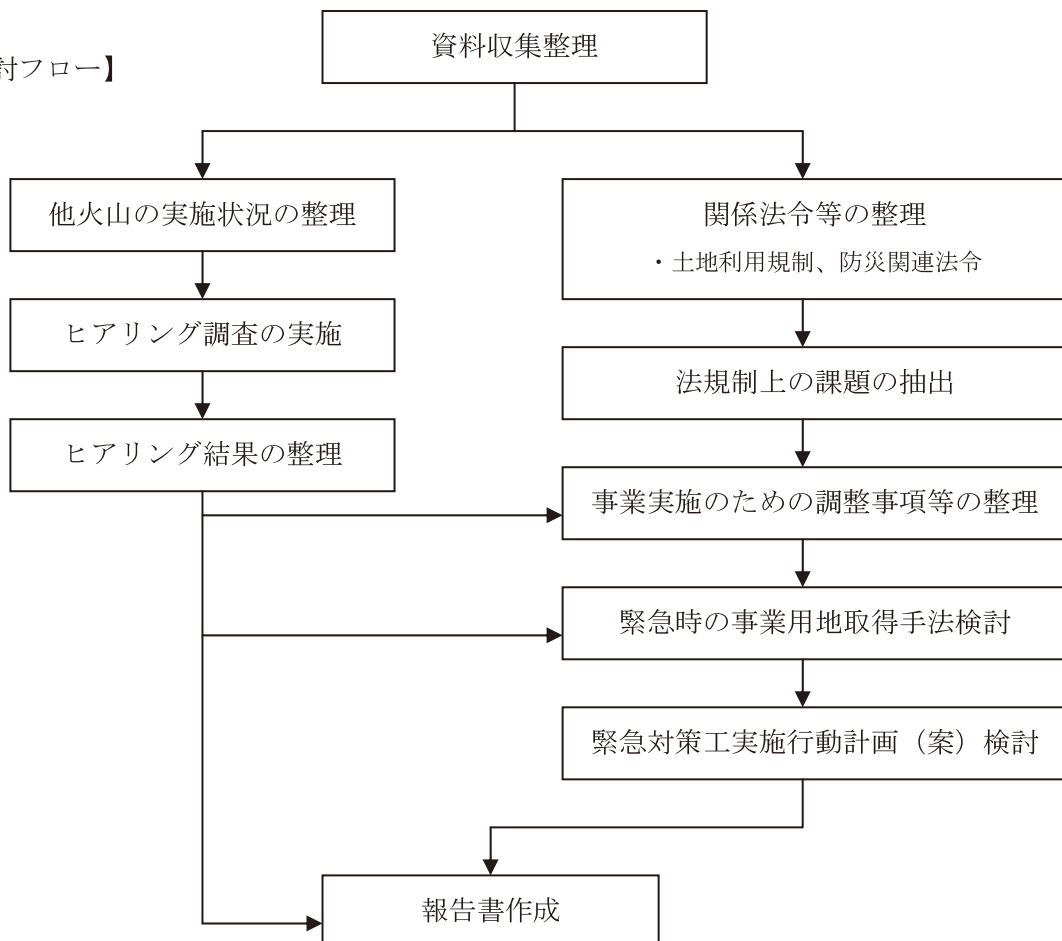 資料収集整理
討フロー】
他火山の実施状況の整理
ヒアリング調査の実施
ヒアリング結果の整理
関係法令等の整理
・土地利用規制、防災関連法令
法規制上の課題の抽出
事業実施のための調整事項等の整理
緊急時の事業用地取得手法検討
緊急対策工実施行動計画（案）検討
報告書作成